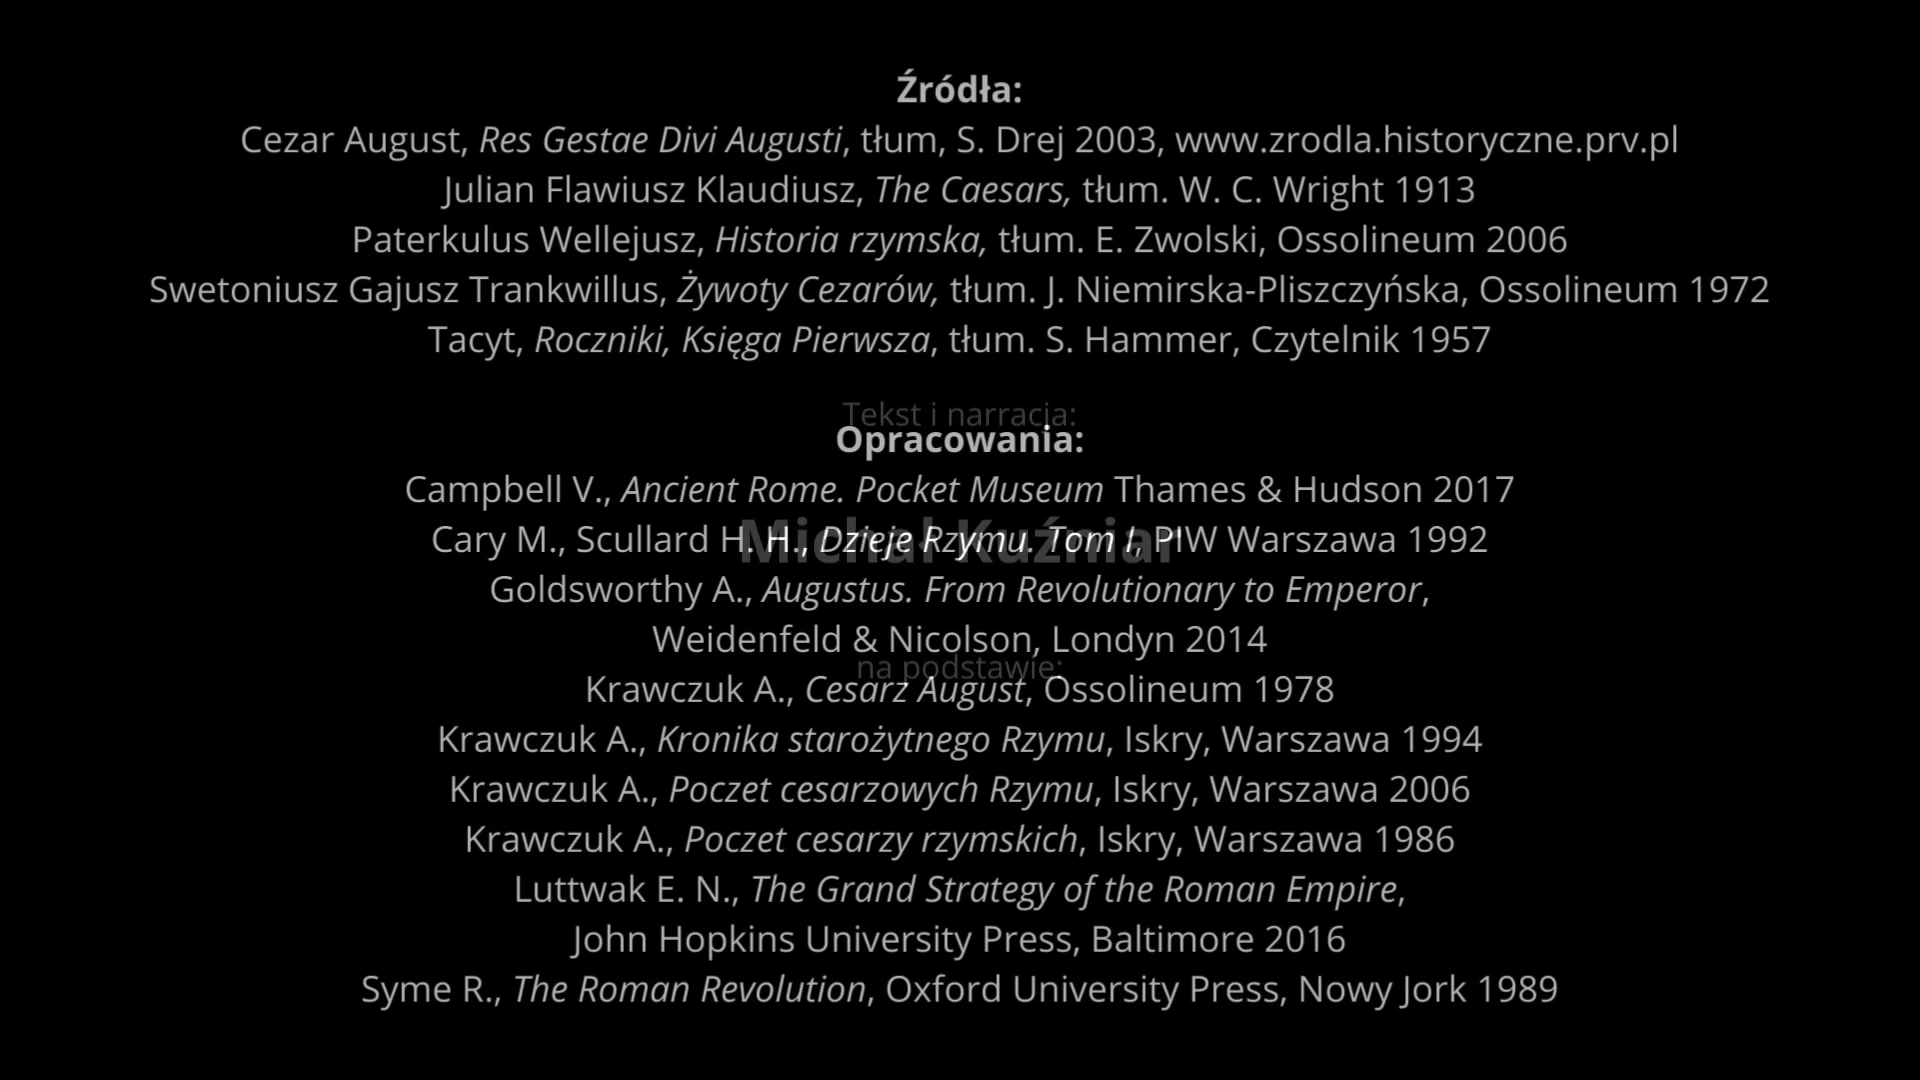 Źródła:
Cezar August, Res Gestae Divi Augusti, tłum, S. Drej 2003, www.zrodla.historyczne.prv.pl
Julian Flawiusz Klaudiusz, The Caesars, tłum. W. C. Wright 1913
Paterkulus Wellejusz, Historia rzymska, tłum. E. Zwolski, Ossolineum 2006
Swetoniusz Gajusz Trankwillus, Żywoty Cezarów, tłum. J. Niemirska-Pliszczyńska, Ossolineum 1972
Tacyt, Roczniki, Księga Pierwsza, tłum. S. Hammer, Czytelnik 1957
Tekst i narracja:
Opracowania:
Campbell V., Ancient Rome. Pocket Museum Thames & Hudson 2017
Cary M., Scullard H. H., Dzieje Rzymu. Tom I, PIW Warszawa 1992
Michał Kuźniar
Goldsworthy A., Augustus. From Revolutionary to Emperor,
Weidenfeld & Nicolson, Londyn 2014
na podstawie:
Krawczuk A., Cesarz August, Ossolineum 1978
Krawczuk A., Kronika starożytnego Rzymu, Iskry, Warszawa 1994
Krawczuk A., Poczet cesarzowych Rzymu, Iskry, Warszawa 2006
Krawczuk A., Poczet cesarzy rzymskich, Iskry, Warszawa 1986
Luttwak E. N., The Grand Strategy of the Roman Empire,
John Hopkins University Press, Baltimore 2016
Syme R., The Roman Revolution, Oxford University Press, Nowy Jork 1989